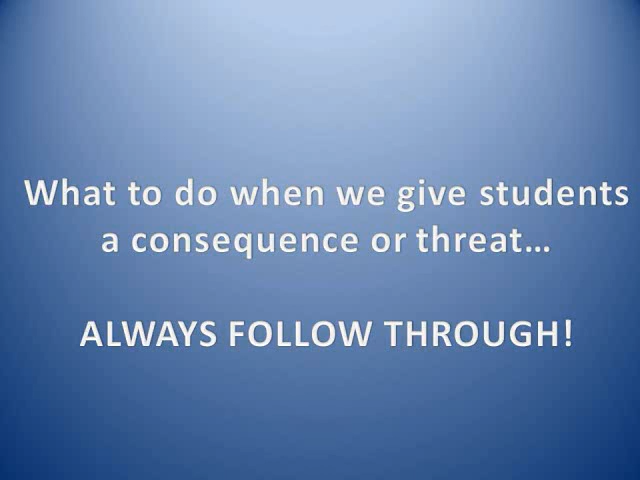 What to do when we give students
a consequence or threat…
ALWAYS FOLLOW THROUGH!